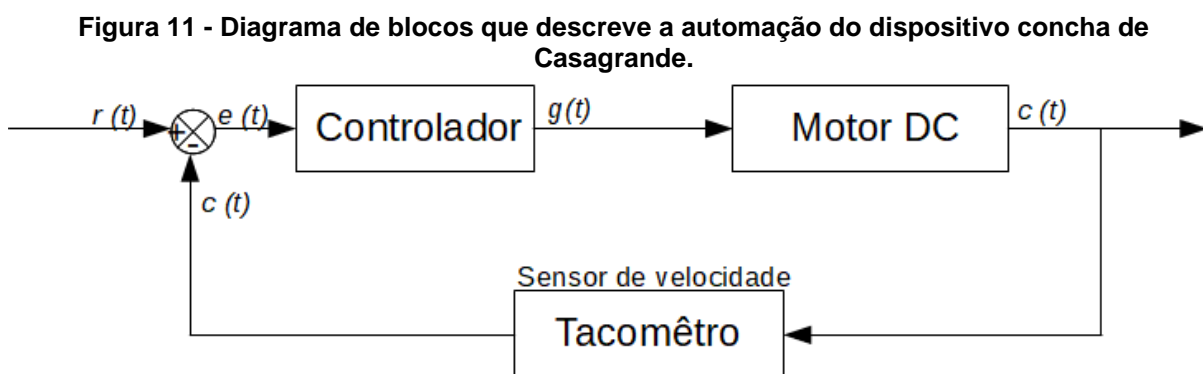 Figura 11 - Diagrama de blocos que descreve a automação do dispositivo concha de
Casagrande.
r (t)
+
-
e (t)
Controlador
g(t)
Motor DC
c (t)
c (t)
Sensor de velocidade
Tacomêtro